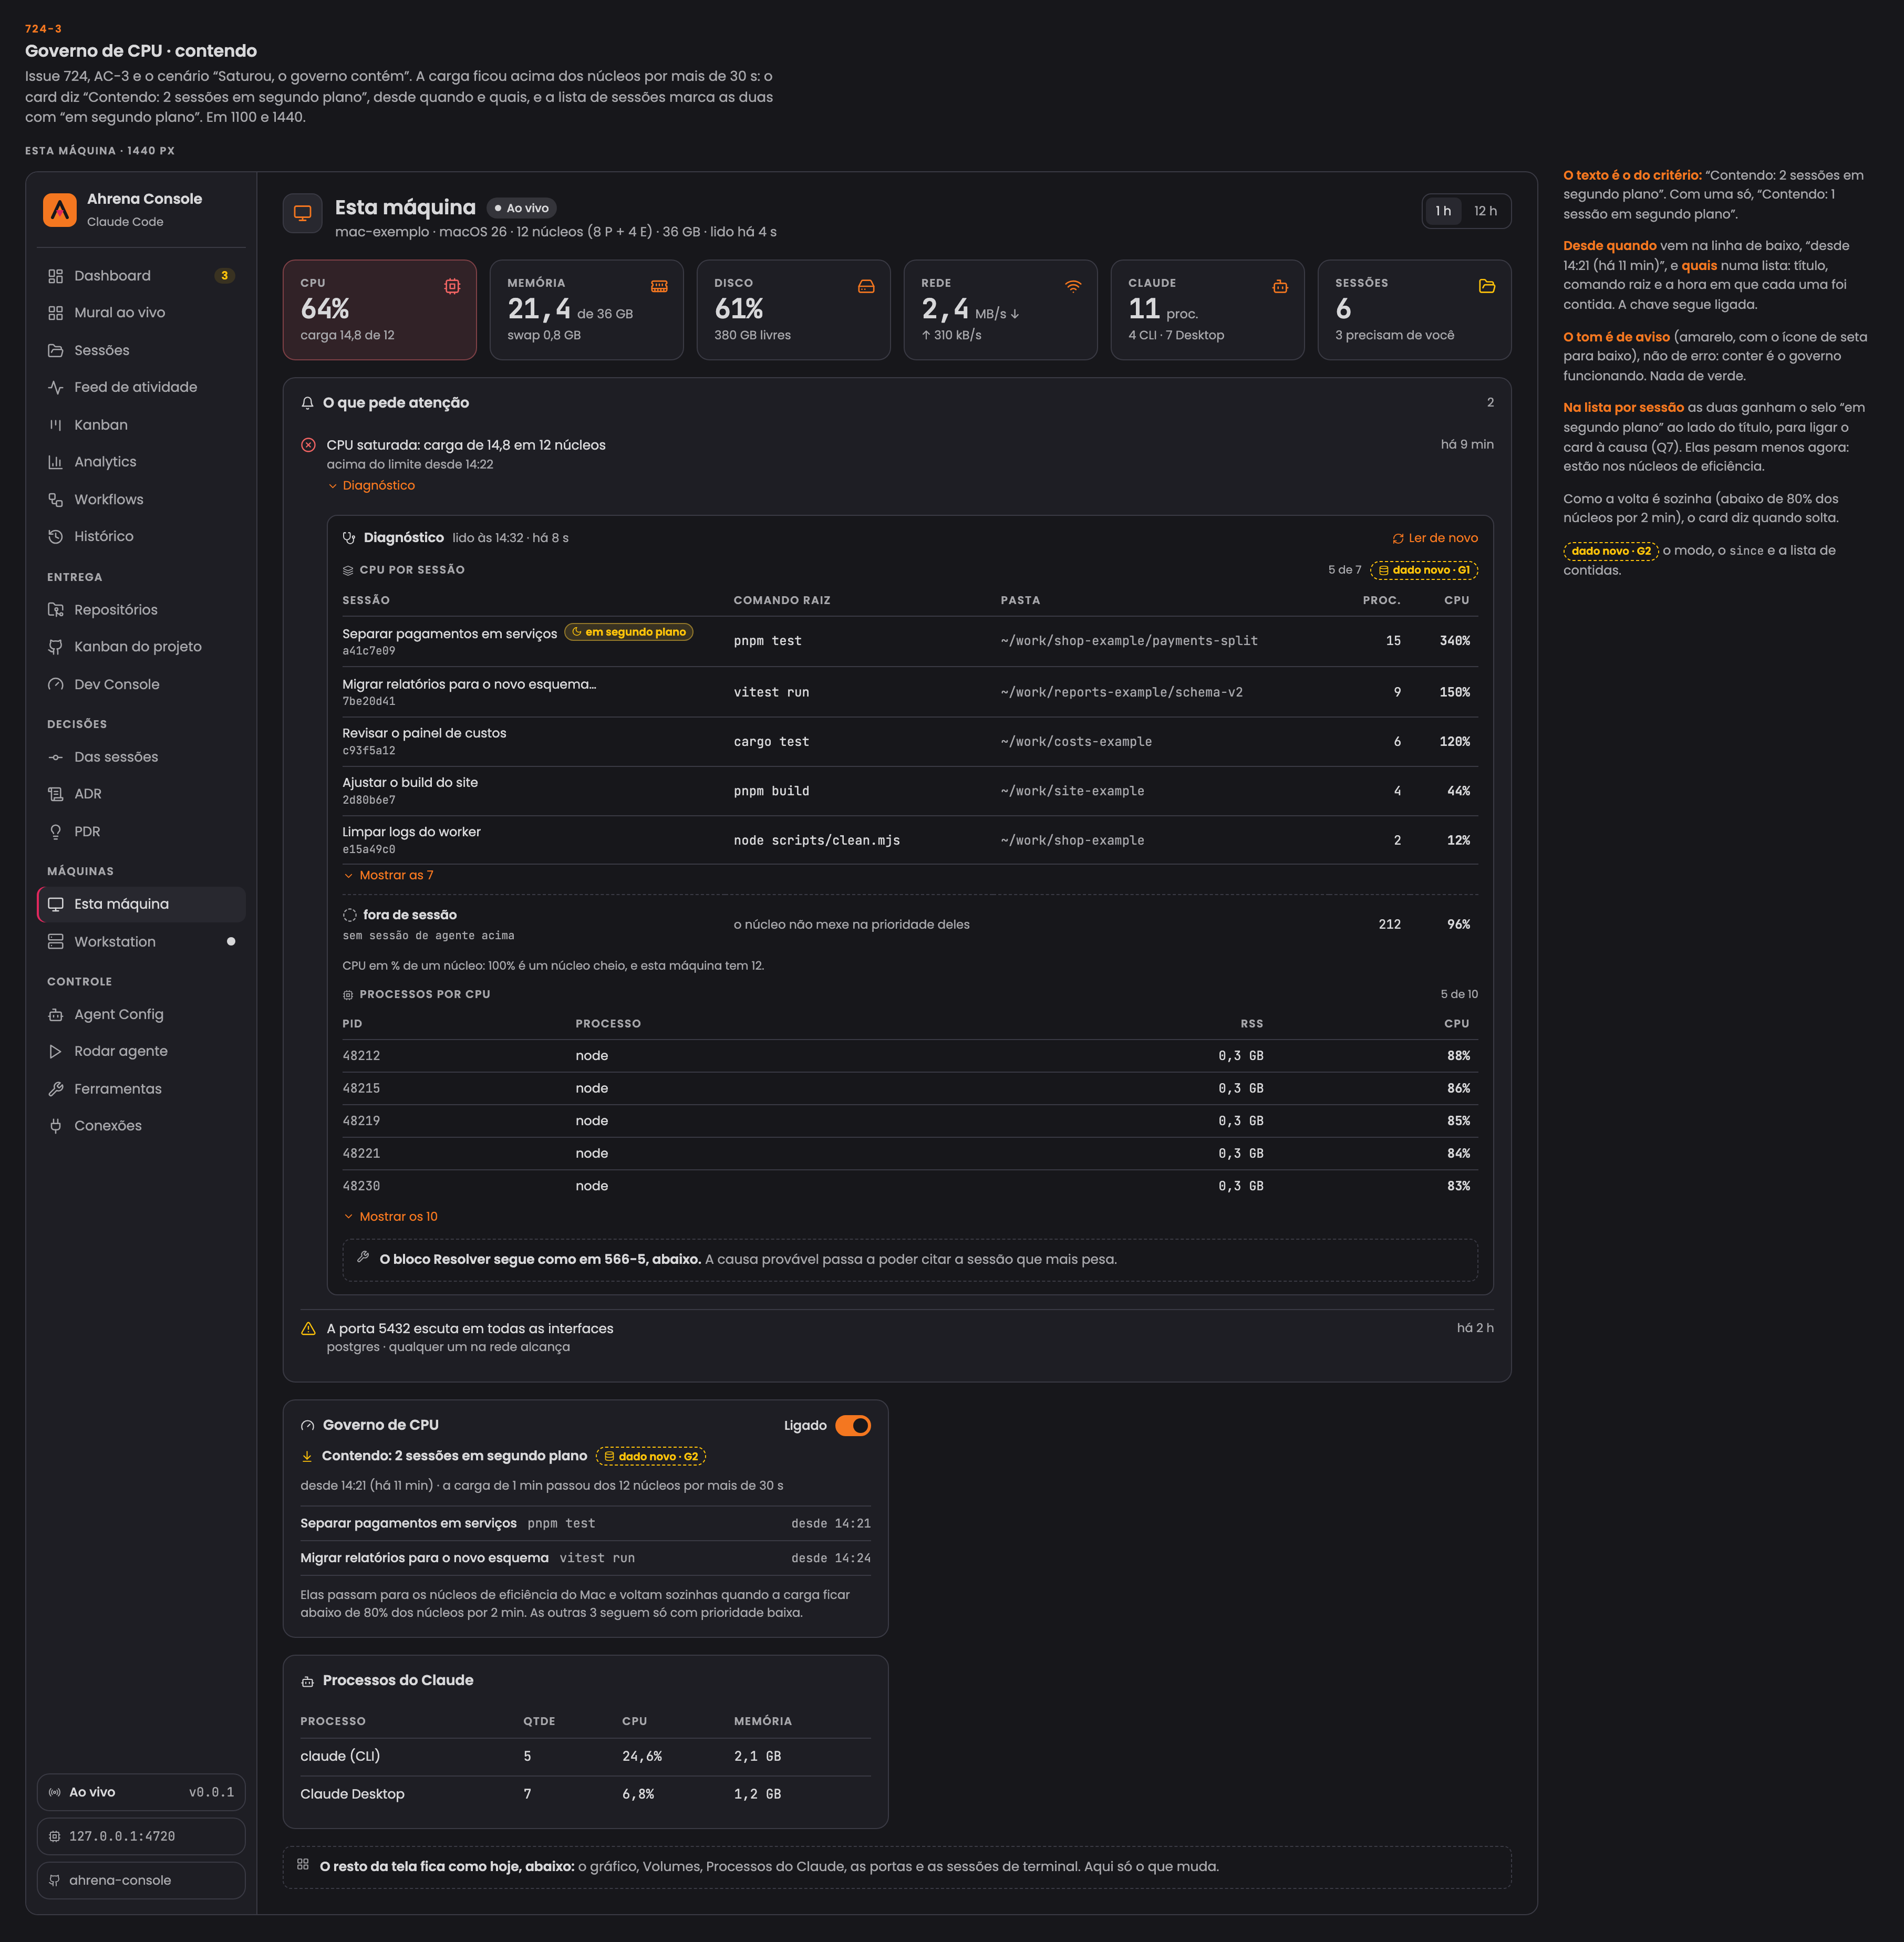 724-3
Governo de CPU · contendo
Issue 724, AC-3 e o cenário “Saturou, o governo contém”. A carga ficou acima dos núcleos por mais de 30 s: o
card diz “Contendo: 2 sessões em segundo plano”, desde quando e quais, e a lista de sessões marca as duas
com “em segundo plano”. Em 1100 e 1440.
ESTA MÁQUINA · 1440 PX
Ahrena Console
Claude Code
Dashboard 3
Mural ao vivo
Sessões
Feed de atividade
Kanban
Analytics
Workflows
Histórico
ENTREGA
Repositórios
Kanban do projeto
Dev Console
DECISÕES
Das sessões
ADR
PDR
MÁQUINAS
Esta máquina
Workstation
CONTROLE
Agent Config
Rodar agente
Ferramentas
Conexões
Ao vivo v0.0.1
127.0.0.1:4720
ahrena-console
Esta máquina Ao vivo
mac-exemplo · macOS 26 · 12 núcleos (8 P + 4 E) · 36 GB · lido há 4 s
1 h 12 h
CPU
64%
carga 14,8 de 12
MEMÓRIA
21,4 de 36 GB
swap 0,8 GB
DISCO
61%
380 GB livres
REDE
2,4 MB/s ↓
↑ 310 kB/s
CLAUDE
11 proc.
4 CLI · 7 Desktop
SESSÕES
6
3 precisam de você
O que pede atenção 2
CPU saturada: carga de 14,8 em 12 núcleos há 9 min
acima do limite desde 14:22
Diagnóstico
Diagnóstico lido às 14:32 · há 8 s Ler de novo
CPU POR SESSÃO 5 de 7 dado novo · G1
SESSÃO COMANDO RAIZ PASTA PROC. CPU
Separar pagamentos em serviços em segundo plano pnpm test ~/work/shop-example/payments-split 15 340%
a41c7e09
Migrar relatórios para o novo esquema… vitest run ~/work/reports-example/schema-v2 9 150%
7be20d41
Revisar o painel de custos cargo test ~/work/costs-example 6 120%
c93f5a12
Ajustar o build do site pnpm build ~/work/site-example 4 44%
2d80b6e7
Limpar logs do worker node scripts/clean.mjs ~/work/shop-example 2 12%
e15a49c0
Mostrar as 7
fora de sessão o núcleo não mexe na prioridade deles 212 96%
sem sessão de agente acima
CPU em % de um núcleo: 100% é um núcleo cheio, e esta máquina tem 12.
PROCESSOS POR CPU 5 de 10
PID PROCESSO RSS CPU
48212 node 0,3 GB 88%
48215 node 0,3 GB 86%
48219 node 0,3 GB 85%
48221 node 0,3 GB 84%
48230 node 0,3 GB 83%
Mostrar os 10
O bloco Resolver segue como em 566-5, abaixo. A causa provável passa a poder citar a sessão que mais pesa.
A porta 5432 escuta em todas as interfaces há 2 h
postgres · qualquer um na rede alcança
Governo de CPU Ligado
Contendo: 2 sessões em segundo plano dado novo · G2
desde 14:21 (há 11 min) · a carga de 1 min passou dos 12 núcleos por mais de 30 s
Separar pagamentos em serviços pnpm test desde 14:21
Migrar relatórios para o novo esquema vitest run desde 14:24
Elas passam para os núcleos de eficiência do Mac e voltam sozinhas quando a carga ficar
abaixo de 80% dos núcleos por 2 min. As outras 3 seguem só com prioridade baixa.
Processos do Claude
PROCESSO QTDE CPU MEMÓRIA
claude (CLI) 5 24,6% 2,1 GB
Claude Desktop 7 6,8% 1,2 GB
O resto da tela fica como hoje, abaixo: o gráfico, Volumes, Processos do Claude, as portas e as sessões de terminal. Aqui só o que muda.
O texto é o do critério: “Contendo: 2 sessões em
segundo plano”. Com uma só, “Contendo: 1
sessão em segundo plano”.
Desde quando vem na linha de baixo, “desde
14:21 (há 11 min)”, e quais numa lista: título,
comando raiz e a hora em que cada uma foi
contida. A chave segue ligada.
O tom é de aviso (amarelo, com o ícone de seta
para baixo), não de erro: conter é o governo
funcionando. Nada de verde.
Na lista por sessão as duas ganham o selo “em
segundo plano” ao lado do título, para ligar o
card à causa (Q7). Elas pesam menos agora:
estão nos núcleos de eficiência.
Como a volta é sozinha (abaixo de 80% dos
núcleos por 2 min), o card diz quando solta.
dado novo · G2 o modo, o since e a lista de
contidas.